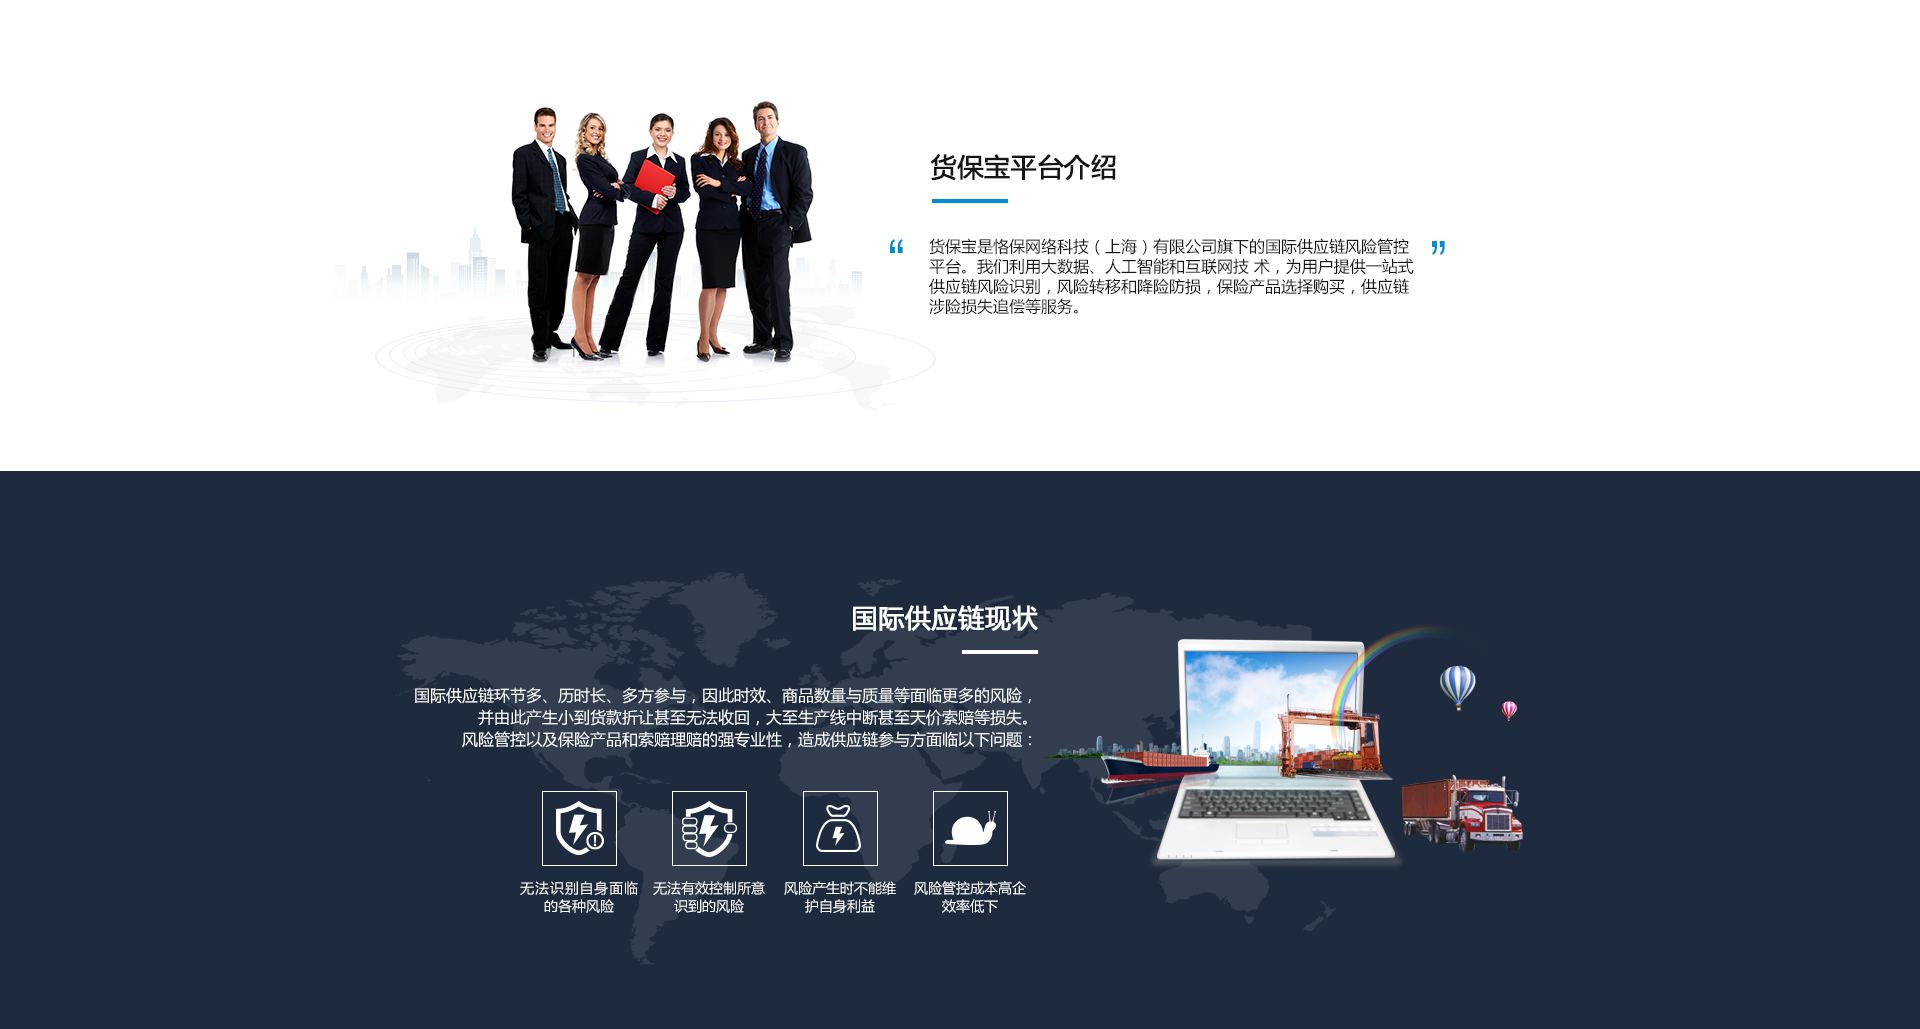 货保宝平台介绍
“ 货保宝是恪保网络科技（上海）有限公司旗下的国际供应链风险管控 ”
平台。我们利用大数据、人工智能和互联网技 术，为用户提供一站式
供应链风险识别，风险转移和降险防损，保险产品选择购买，供应链
涉险损失追偿等服务。
国际供应链现状
国际供应链环节多、历时长、多方参与，因此时效、商品数量与质量等面临更多的风险，
并由此产生小到货款折让甚至无法收回，大至生产线中断甚至天价索赔等损失。
风险管控以及保险产品和索赔理赔的强专业性，造成供应链参与方面临以下问题：
无法识别自身面临
的各种风险
无法有效控制所意
识到的风险
风险产生时不能维
护自身利益
风险管控成本高企
效率低下